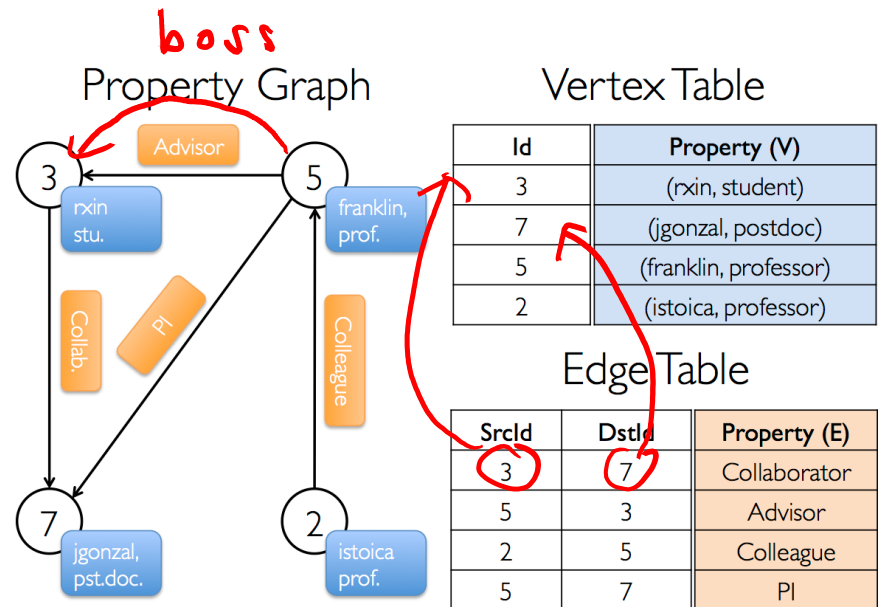 boss
Property Graph
Advisor
3
5
rxin
stu.
franklin,
prof.
Collab.
PI
Colleague
7
2
jgonzal,
pst.doc.
istoica
prof.
Vertex Table
Id Property (V)
3 (rxin, student)
7 (jgonzal, postdoc)
5 (franklin, professor)
2 (istoica, professor)
Edge Table
SrcId DstId Property (E)
3 7 Collaborator
5 3 Advisor
2 5 Colleague
5 7 PI